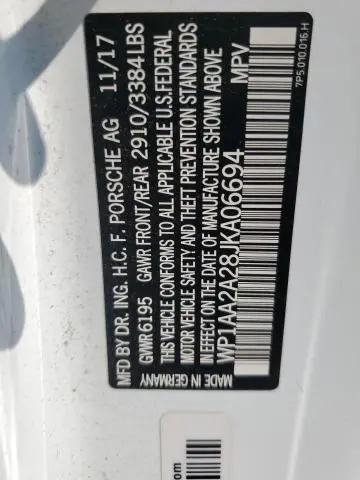 MFD BY DR. ING. H.C. F. PORSCHE AG 11/17
GWR 6195 GAWR FRONT/REAR 2910/3384 LBS
THIS VEHICLE CONFORMS TO ALL APPLICABLE U.S. FEDERAL
MOTOR VEHICLE SAFETY AND THEFT PREVENTION STANDARDS
IN EFFECT ON THE DATE OF MANUFACTURE SHOWN ABOVE
WP1AA2A28JKA06694 MPV
MADE IN GERMANY
7P5.010.016.H
com